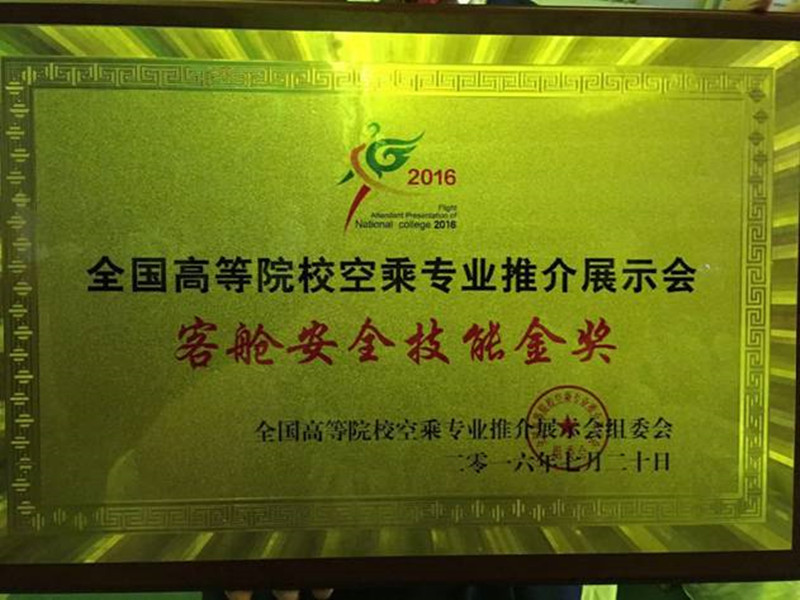 2016
Flight
Attendant Presentation of
National college 2016
全国高等院校空乘专业推介展示会
客舱安全技能金奖
全国高等院校空乘专业推介展示会组委会
二零一六年七月二十日